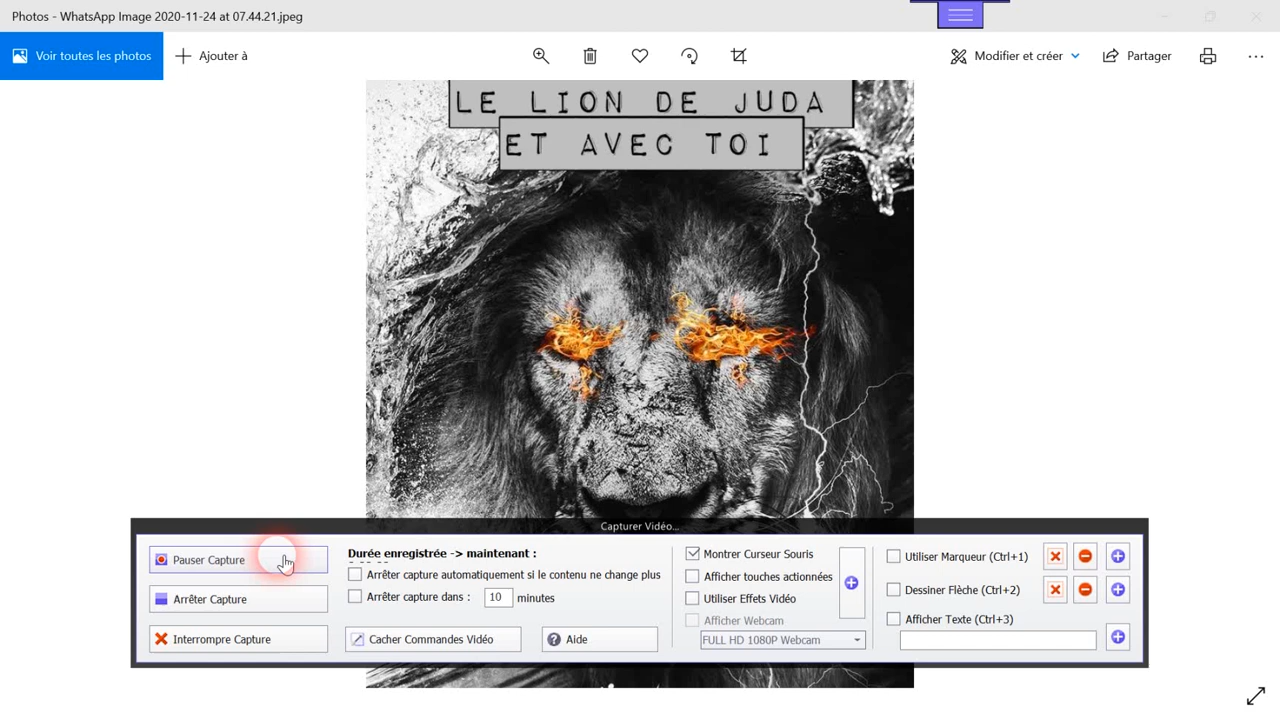 Photos - WhatsApp Image 2020-11-24 at 07.44.21.jpeg
Voir toutes les photos
Ajouter à
Modifier et créer
Partager
LE LION DE JUDA
ET AVEC TOI
Capturer Vidéo...
Pauser Capture
Arrêter Capture
Interrompre Capture
Durée enregistrée -> maintenant :
Arrêter capture automatiquement si le contenu ne change plus
Arrêter capture dans : 10 minutes
Cacher Commandes Vidéo
Aide
Montrer Curseur Souris
Afficher touches actionnées
Utiliser Effets Vidéo
Afficher Webcam
FULL HD 1080P Webcam
Utiliser Marqueur (Ctrl+1)
Dessiner Flèche (Ctrl+2)
Afficher Texte (Ctrl+3)